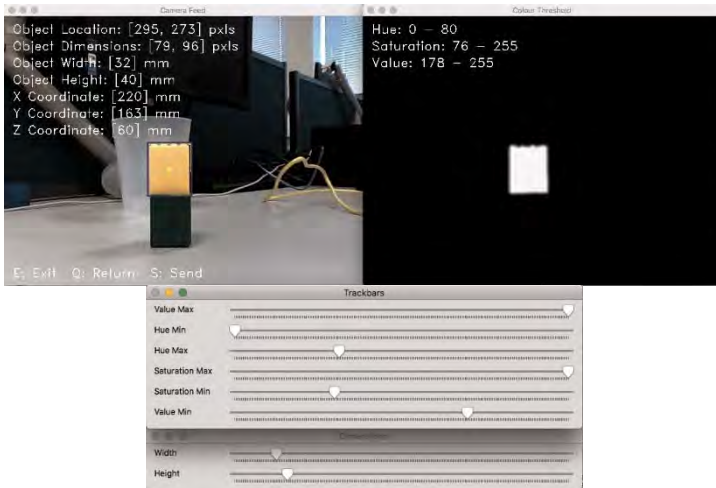 Camera Feed
Object Location: [295, 273] pxls
Object Dimensions: [79, 96] pxls
Object Width: [32] mm
Object Height: [40] mm
X Coordinate: [220] mm
Y Coordinate: [163] mm
Z Coordinate: [60] mm
E: Exit Q: Return S: Send
Colour Threshold
Hue: 0 - 80
Saturation: 76 - 255
Value: 178 - 255
Trackbars
Value Max
Hue Min
Hue Max
Saturation Max
Saturation Min
Value Min
Width
Height